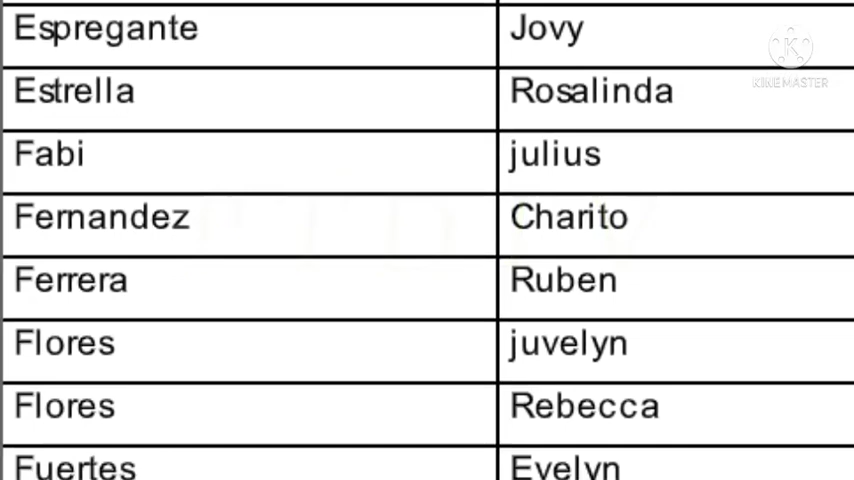 Espregante Jovy
KINEMASTER
Estrella Rosalinda
Fabi julius
Fernandez Charito
Ferrera Ruben
Flores juvelyn
Flores Rebecca
Fuertes Evelyn